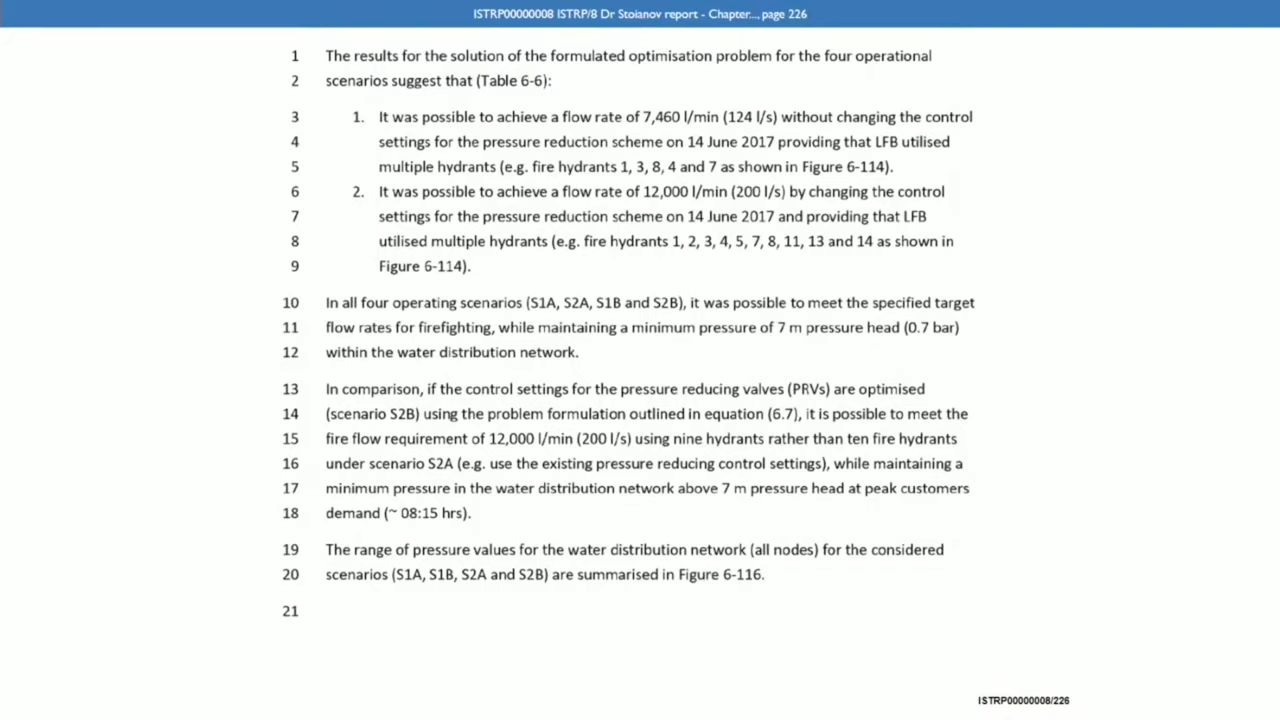 ISTRP00000008 ISTRP/8 Dr Stoianov report - Chapter..., page 226
1 The results for the solution of the formulated optimisation problem for the four operational
2 scenarios suggest that (Table 6-6):
3 1. It was possible to achieve a flow rate of 7,460 l/min (124 l/s) without changing the control
4 settings for the pressure reduction scheme on 14 June 2017 providing that LFB utilised
5 multiple hydrants (e.g. fire hydrants 1, 3, 8, 4 and 7 as shown in Figure 6-114).
6 2. It was possible to achieve a flow rate of 12,000 l/min (200 l/s) by changing the control
7 settings for the pressure reduction scheme on 14 June 2017 and providing that LFB
8 utilised multiple hydrants (e.g. fire hydrants 1, 2, 3, 4, 5, 7, 8, 11, 13 and 14 as shown in
9 Figure 6-114).
10 In all four operating scenarios (S1A, S2A, S1B and S2B), it was possible to meet the specified target
11 flow rates for firefighting, while maintaining a minimum pressure of 7 m pressure head (0.7 bar)
12 within the water distribution network.
13 In comparison, if the control settings for the pressure reducing valves (PRVs) are optimised
14 (scenario S2B) using the problem formulation outlined in equation (6.7), it is possible to meet the
15 fire flow requirement of 12,000 l/min (200 l/s) using nine hydrants rather than ten fire hydrants
16 under scenario S2A (e.g. use the existing pressure reducing control settings), while maintaining a
17 minimum pressure in the water distribution network above 7 m pressure head at peak customers
18 demand (~ 08:15 hrs).
19 The range of pressure values for the water distribution network (all nodes) for the considered
20 scenarios (S1A, S1B, S2A and S2B) are summarised in Figure 6-116.
21
ISTRP00000008/226